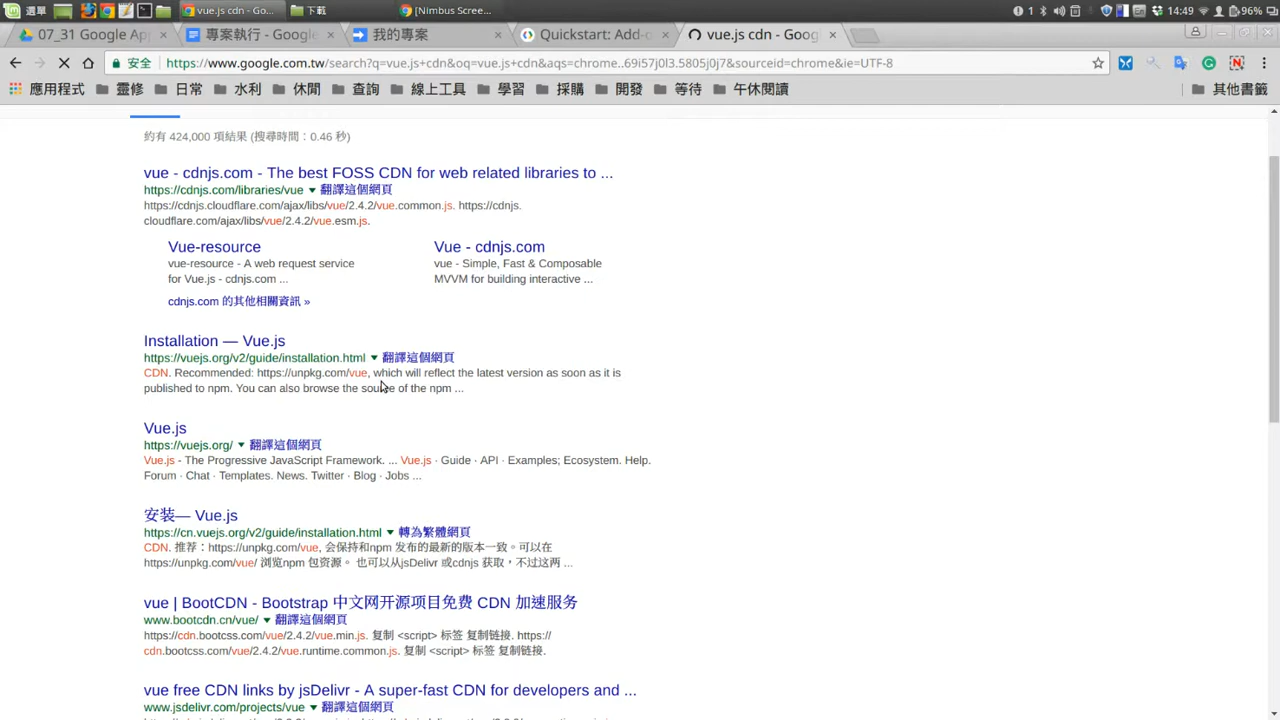 選單
vue.js cdn - Go...
下載
[Nimbus Scree...
14:49
96%
07_31 Google Ap
專案執行 - Google
我的專案
Quickstart: Add-o
vue.js cdn - Goog
安全
https://www.google.com.tw/search?q=vue.js+cdn&oq=vue.js+cdn&aqs=chrome..69i57j0l3.5805j0j7&sourceid=chrome&ie=UTF-8
應用程式 靈修 日常 水利 休閒 查詢 線上工具 學習 採購 開發 等待 午休閱讀 其他書籤
約有 424,000 項結果 (搜尋時間：0.46 秒)
vue - cdnjs.com - The best FOSS CDN for web related libraries to ...
https://cdnjs.com/libraries/vue 翻譯這個網頁
https://cdnjs.cloudflare.com/ajax/libs/vue/2.4.2/vue.common.js. https://cdnjs.
cloudflare.com/ajax/libs/vue/2.4.2/vue.esm.js.
Vue-resource
vue-resource - A web request service
for Vue.js - cdnjs.com ...
Vue - cdnjs.com
vue - Simple, Fast & Composable
MVVM for building interactive ...
cdnjs.com 的其他相關資訊 »
Installation — Vue.js
https://vuejs.org/v2/guide/installation.html 翻譯這個網頁
CDN. Recommended: https://unpkg.com/vue, which will reflect the latest version as soon as it is
published to npm. You can also browse the source of the npm ...
Vue.js
https://vuejs.org/ 翻譯這個網頁
Vue.js - The Progressive JavaScript Framework. ... Vue.js · Guide · API · Examples; Ecosystem. Help.
Forum · Chat · Templates. News. Twitter · Blog · Jobs ...
安装— Vue.js
https://cn.vuejs.org/v2/guide/installation.html 轉為繁體網頁
CDN. 推荐：https://unpkg.com/vue, 会保持和npm 发布的最新的版本一致。可以在
https://unpkg.com/vue/ 浏览npm 包资源。 也可以从jsDelivr 或cdnjs 获取，不过这两 ...
vue | BootCDN - Bootstrap 中文网开源项目免费 CDN 加速服务
www.bootcdn.cn/vue/ 翻譯這個網頁
https://cdn.bootcss.com/vue/2.4.2/vue.min.js. 复制 <script> 标签 复制链接. https://
cdn.bootcss.com/vue/2.4.2/vue.runtime.common.js. 复制 <script> 标签 复制链接.
vue free CDN links by jsDelivr - A super-fast CDN for developers and ...
www.jsdelivr.com/projects/vue 翻譯這個網頁